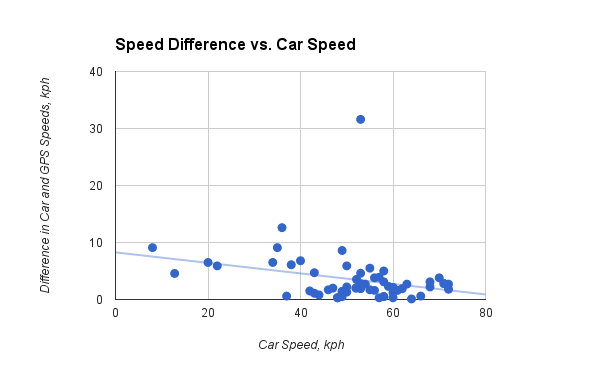 Speed Difference vs. Car Speed
Difference in Car and GPS Speeds, kph
40
30
20
10
0
0 20 40 60 80
Car Speed, kph